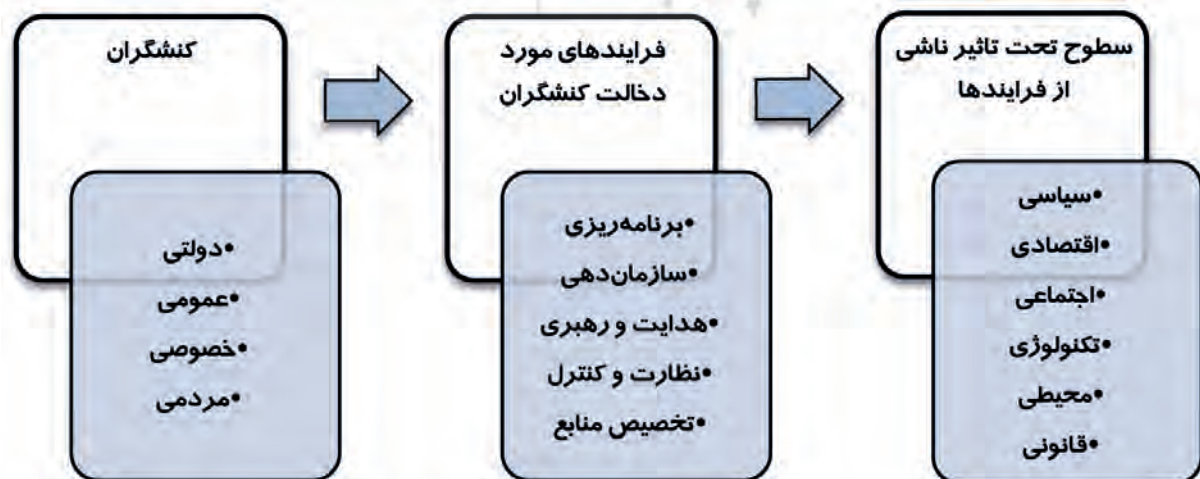 کنشگران
•دولتی
•عمومی
•خصوصی
•مردمی
فرایندهای مورد
دخالت کنشگران
•برنامه‌ریزی
•سازمان‌دهی
•هدایت و رهبری
•نظارت و کنترل
•تخصیص منابع
سطوح تحت تاثیر ناشی
از فرایندها
•سیاسی
•اقتصادی
•اجتماعی
•تکنولوژی
•محیطی
•قانونی